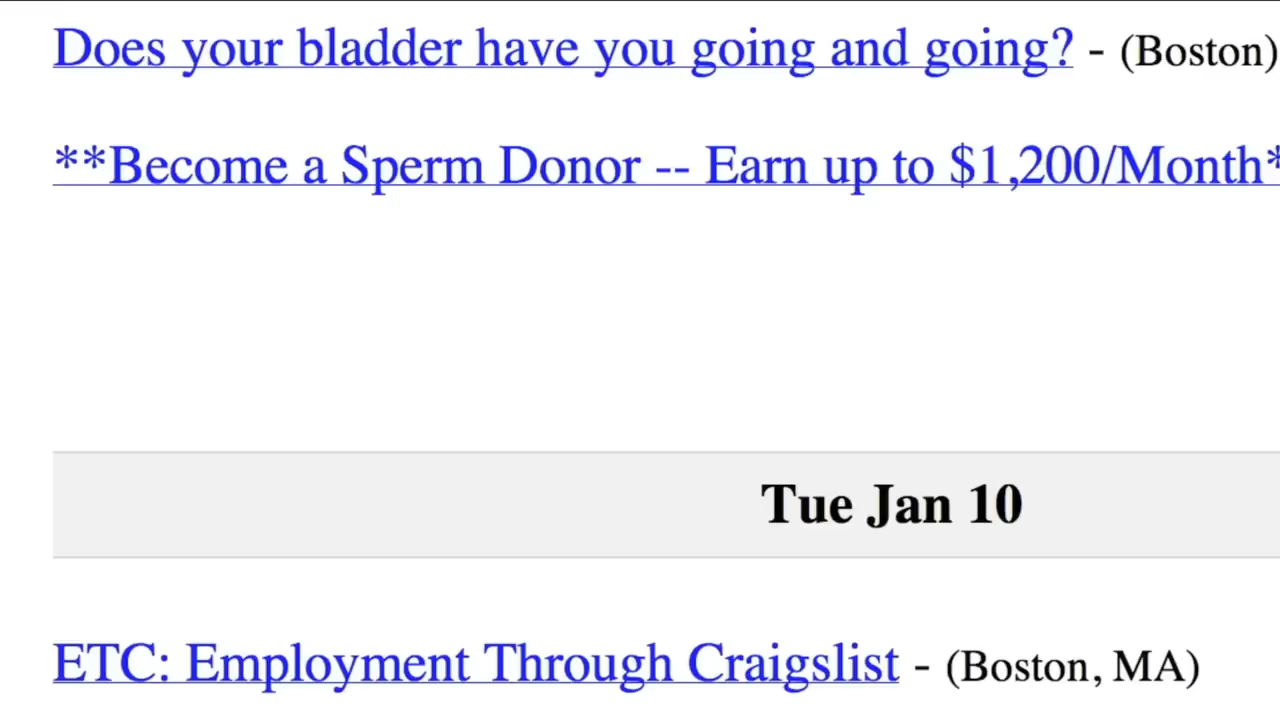 Does your bladder have you going and going? - (Boston)
**Become a Sperm Donor -- Earn up to $1,200/Month*
Tue Jan 10
ETC: Employment Through Craigslist - (Boston, MA)